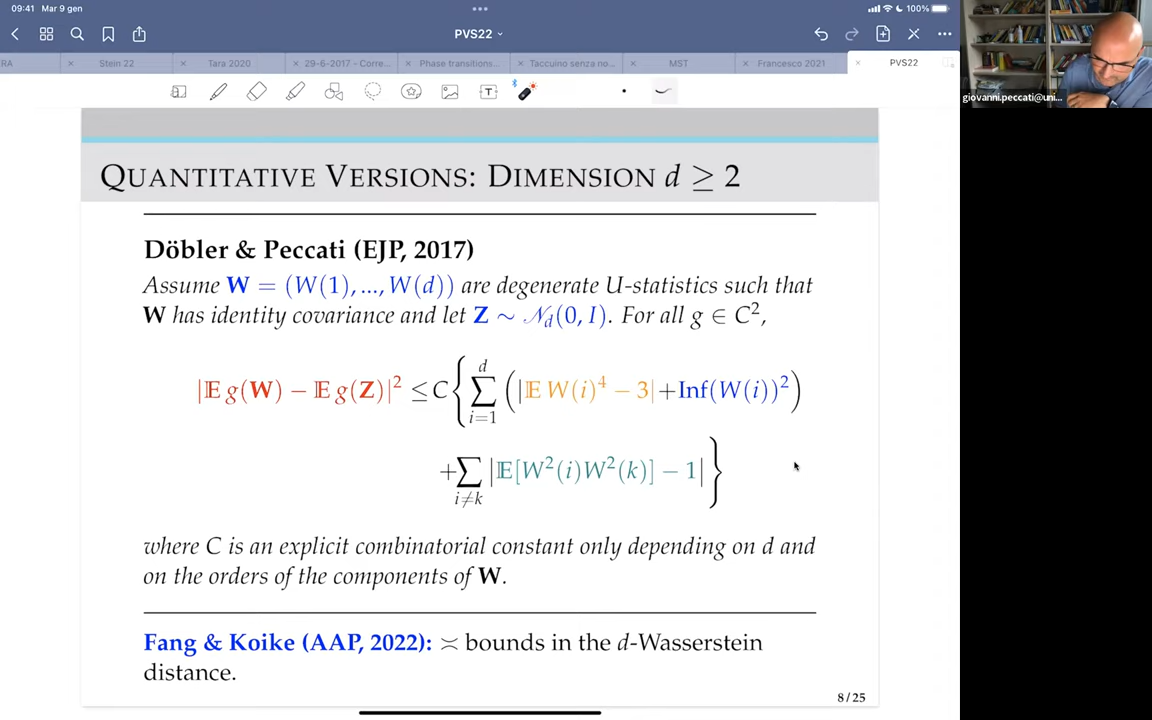 09:41 Mar 9 gen
100%
PVS22
RA
Stein 22
Tara 2020
29-6-2017 - Corre...
Phase transitions...
Taccuino senza no...
MST
Francesco 2021
PVS22
T
giovanni.peccati@uni...
QUANTITATIVE VERSIONS: DIMENSION d ≥ 2
Döbler & Peccati (EJP, 2017)
Assume W = (W(1), ..., W(d)) are degenerate U-statistics such that
W has identity covariance and let Z ∼ 𝒩_d(0, I). For all g ∈ C²,
|𝔼 g(W) − 𝔼 g(Z)|² ≤ C{∑_{i=1}^{d} (|𝔼 W(i)⁴ − 3| + Inf(W(i))²)
+ ∑_{i≠k} |𝔼[W²(i)W²(k)] − 1|}
where C is an explicit combinatorial constant only depending on d and
on the orders of the components of W.
Fang & Koike (AAP, 2022): ≍ bounds in the d-Wasserstein
distance.
8/25